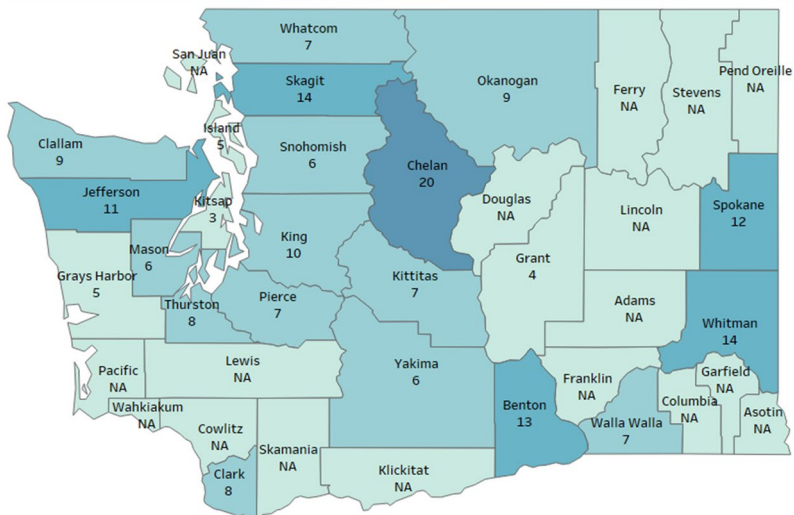 Whatcom
7
San Juan
NA
Skagit
14
Okanogan
9
Ferry
NA
Stevens
NA
Pend Oreille
NA
Island
5
Clallam
9
Snohomish
6
Chelan
20
Jefferson
11
Kitsap
3
Douglas
NA
Lincoln
NA
Spokane
12
Mason
6
King
10
Grant
4
Grays Harbor
5
Kittitas
7
Thurston
8
Pierce
7
Adams
NA
Whitman
14
Pacific
NA
Lewis
NA
Yakima
6
Franklin
NA
Garfield
NA
Wahkiakum
NA
Benton
13
Columbia
NA
Asotin
NA
Cowlitz
NA
Walla Walla
7
Skamania
NA
Clark
8
Klickitat
NA